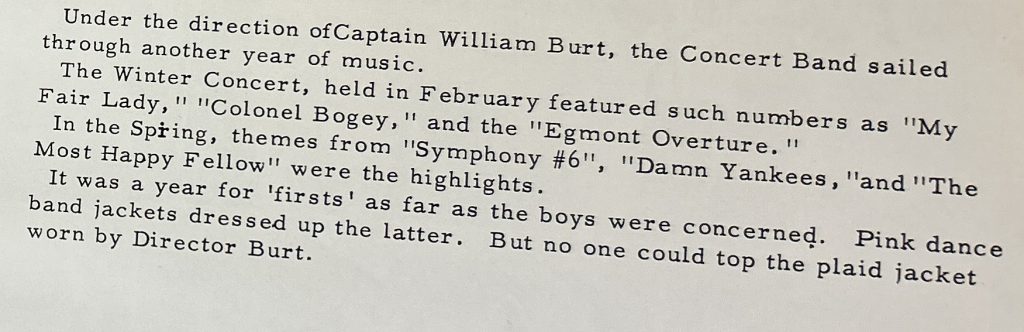 Under the direction ofCaptain William Burt, the Concert Band sailed
through another year of music.
The Winter Concert, held in February featured such numbers as "My
Fair Lady," "Colonel Bogey," and the "Egmont Overture."
In the Spring, themes from "Symphony #6", "Damn Yankees,"and "The
Most Happy Fellow" were the highlights.
It was a year for 'firsts' as far as the boys were concerned. Pink dance
band jackets dressed up the latter. But no one could top the plaid jacket
worn by Director Burt.